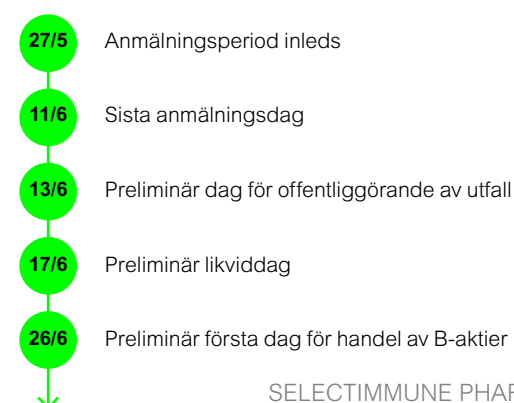 27/5 Anmälningsperiod inleds
11/6 Sista anmälningsdag
13/6 Preliminär dag för offentliggörande av utfall
17/6 Preliminär likviddag
26/6 Preliminär första dag för handel av B-aktier
SELECTIMMUNE